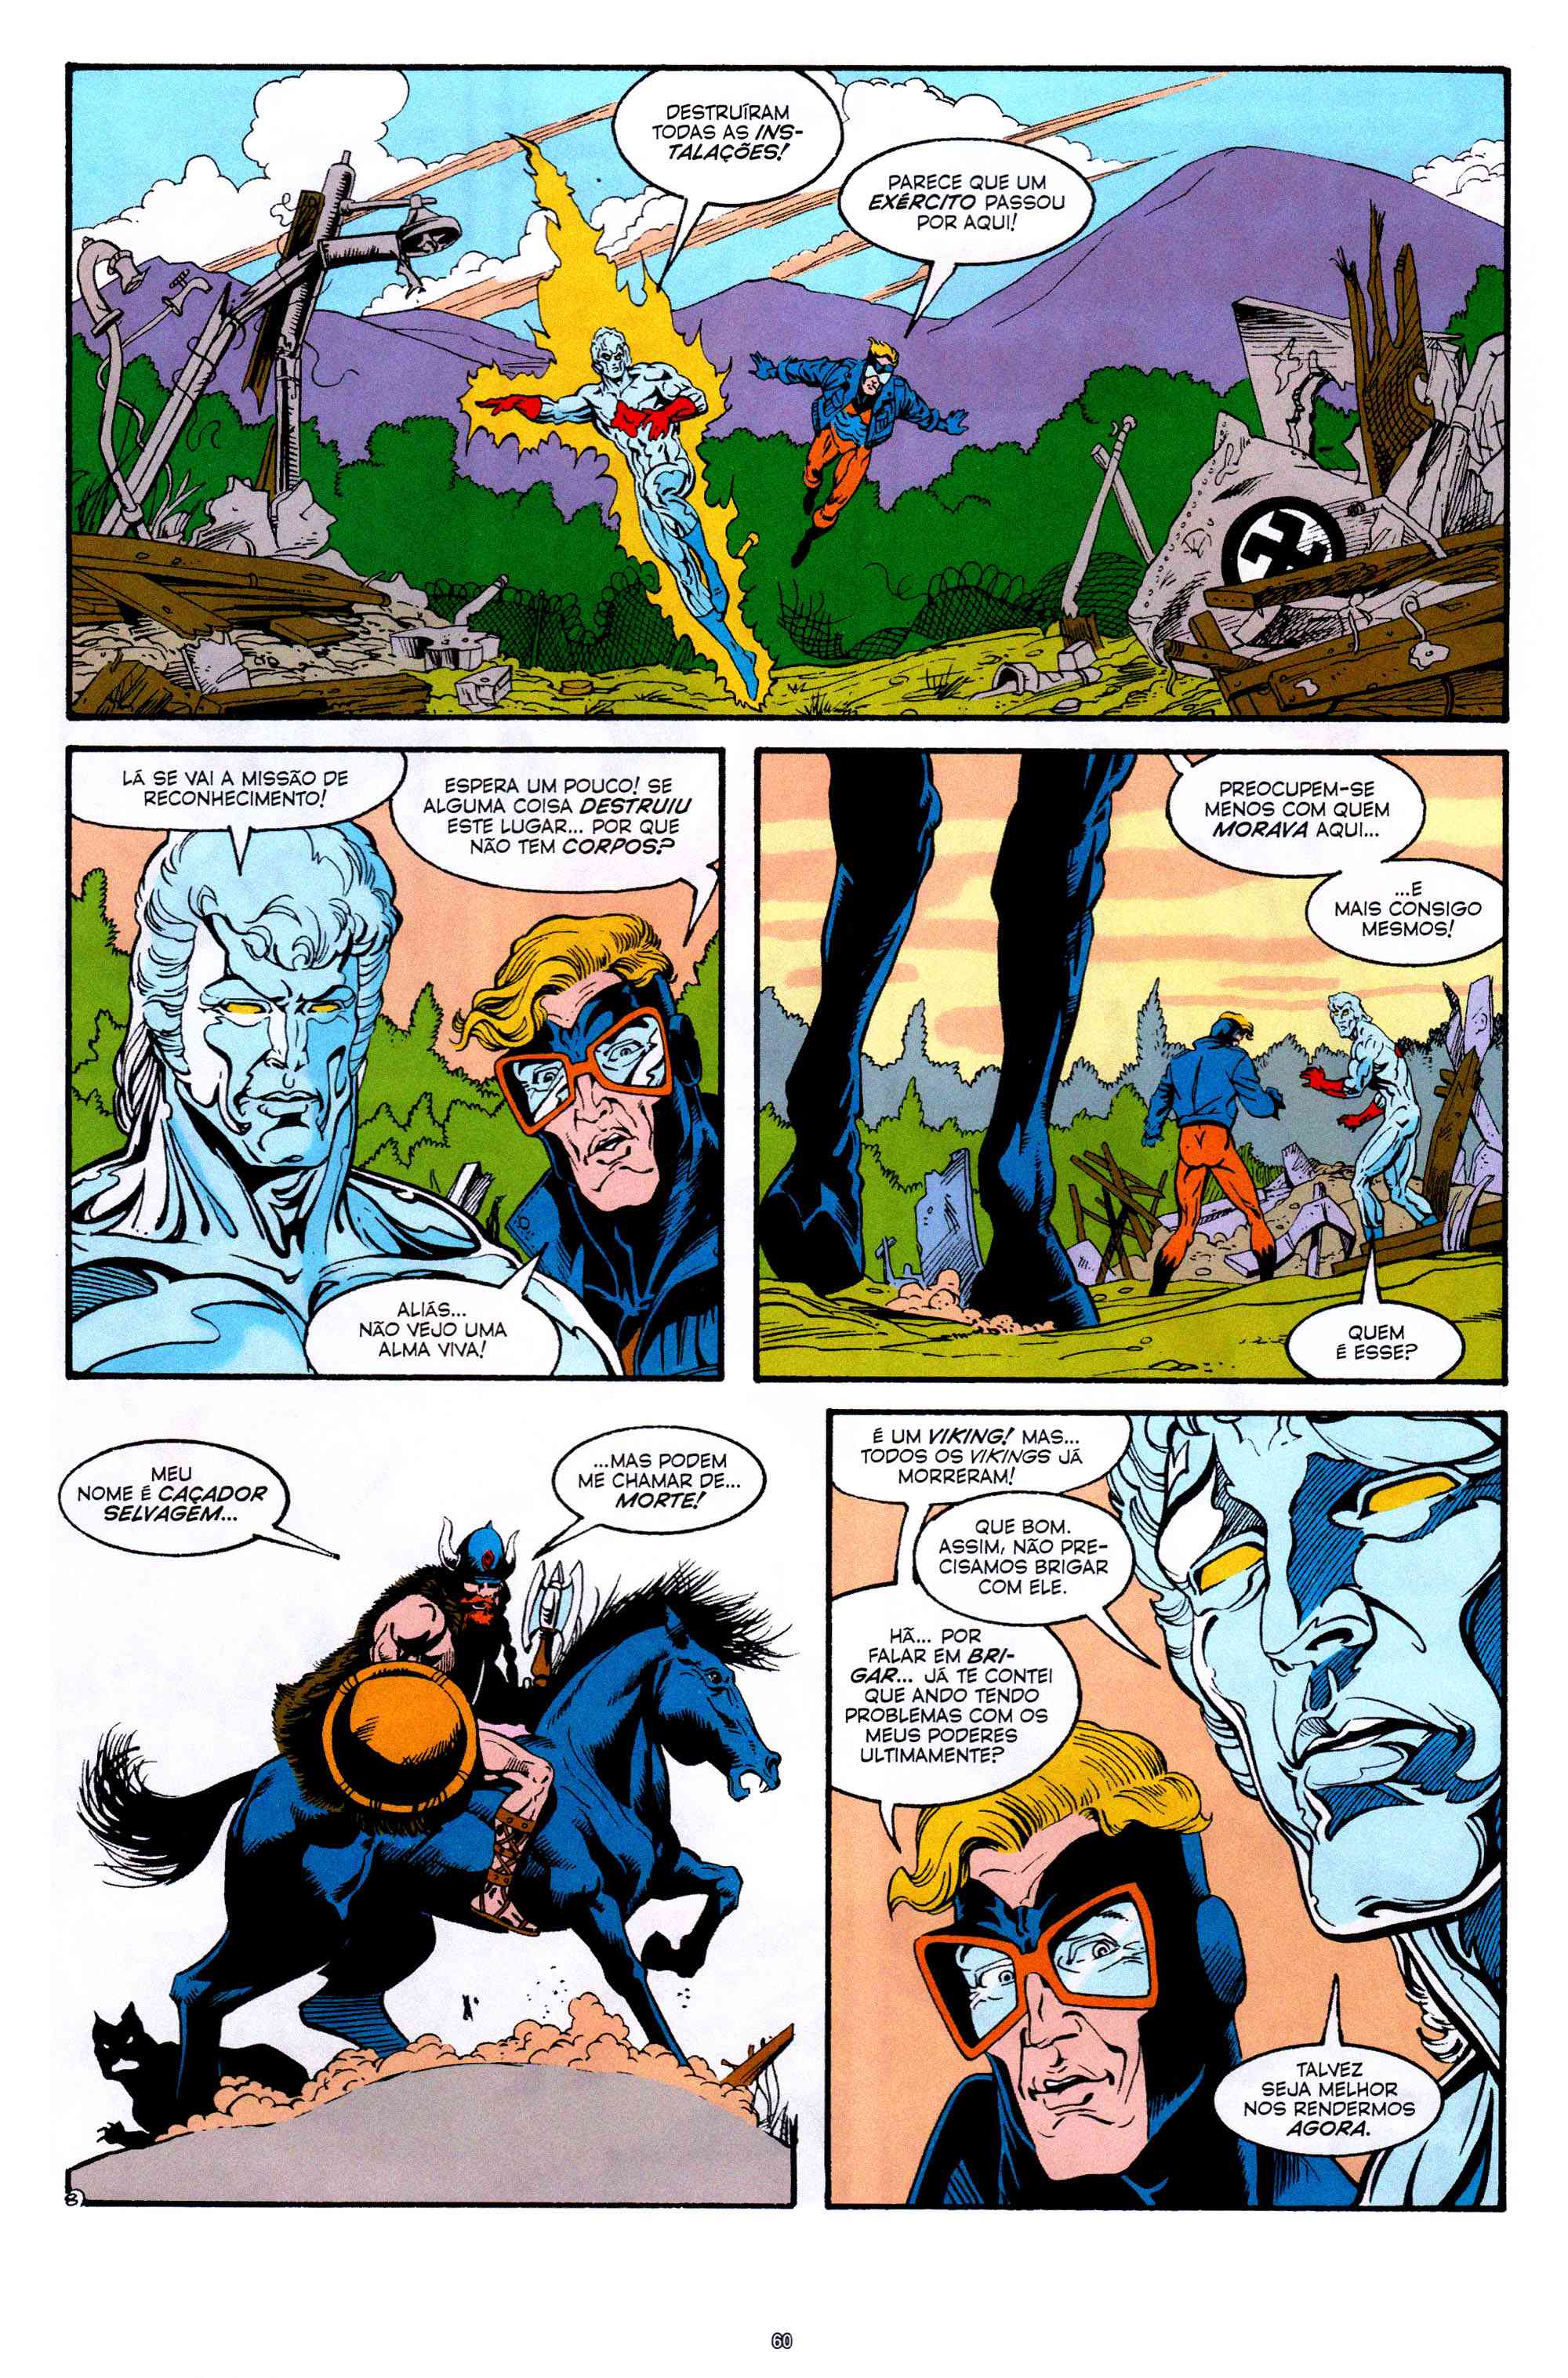 DESTRUÍRAM
TODAS AS INS-
TALAÇÕES!
PARECE QUE UM
EXÉRCITO PASSOU
POR AQUI!
LÁ SE VAI A MISSÃO DE
RECONHECIMENTO!
ESPERA UM POUCO! SE
ALGUMA COISA DESTRUIU
ESTE LUGAR... POR QUE
NÃO TEM CORPOS?
ALIÁS...
NÃO VEJO UMA
ALMA VIVA!
PREOCUPEM-SE
MENOS COM QUEM
MORAVA AQUI...
...E
MAIS CONSIGO
MESMOS!
QUEM
É ESSE?
MEU
NOME É CAÇADOR
SELVAGEM...
...MAS PODEM
ME CHAMAR DE...
MORTE!
É UM VIKING! MAS...
TODOS OS VIKINGS JÁ
MORRERAM!
QUE BOM.
ASSIM, NÃO PRE-
CISAMOS BRIGAR
COM ELE.
HÃ... POR
FALAR EM BRI-
GAR... JÁ TE CONTEI
QUE ANDO TENDO
PROBLEMAS COM OS
MEUS PODERES
ULTIMAMENTE?
TALVEZ
SEJA MELHOR
NOS RENDERMOS
AGORA.
8
60